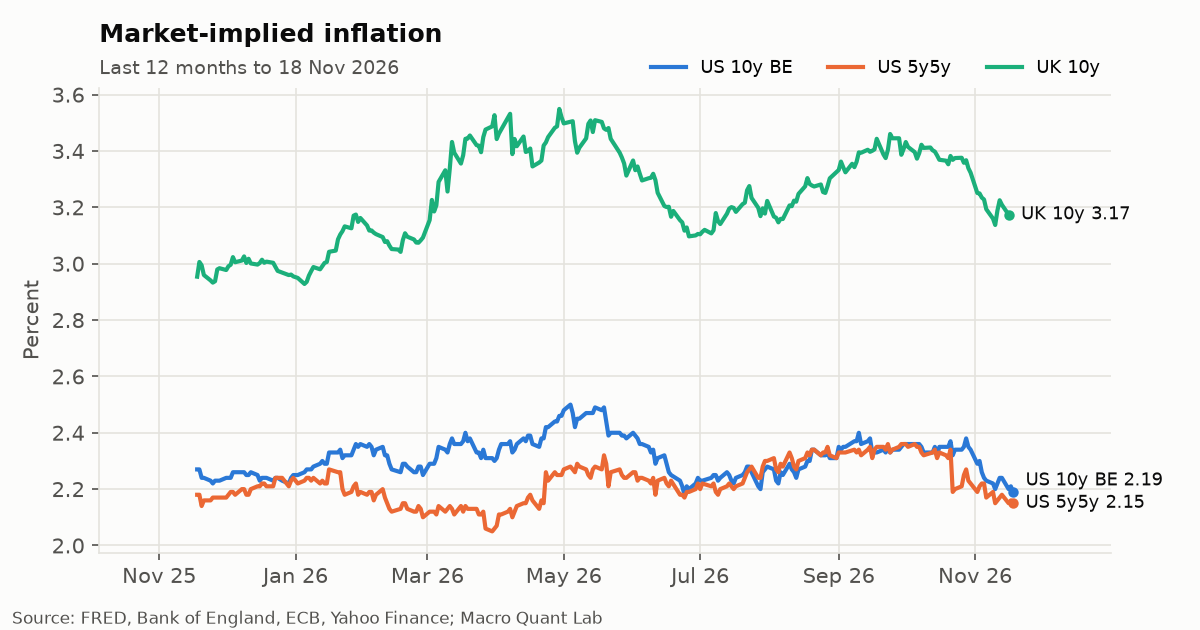 Market-implied inflation
Last 12 months to 18 Nov 2026
US 10y BE
US 5y5y
UK 10y
Percent
3.6
3.4
3.2
3.0
2.8
2.6
2.4
2.2
2.0
UK 10y 3.17
US 10y BE 2.19
US 5y5y 2.15
Nov 25
Jan 26
Mar 26
May 26
Jul 26
Sep 26
Nov 26
Source: FRED, Bank of England, ECB, Yahoo Finance; Macro Quant Lab